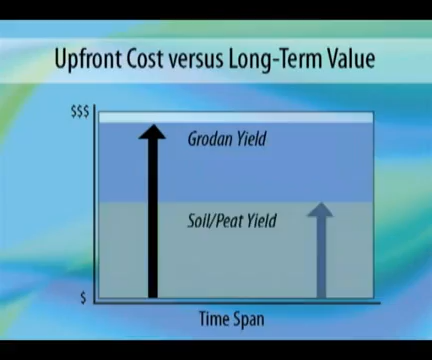 Upfront Cost versus Long-Term Value
$$$
Grodan Yield
Soil/Peat Yield
$
Time Span